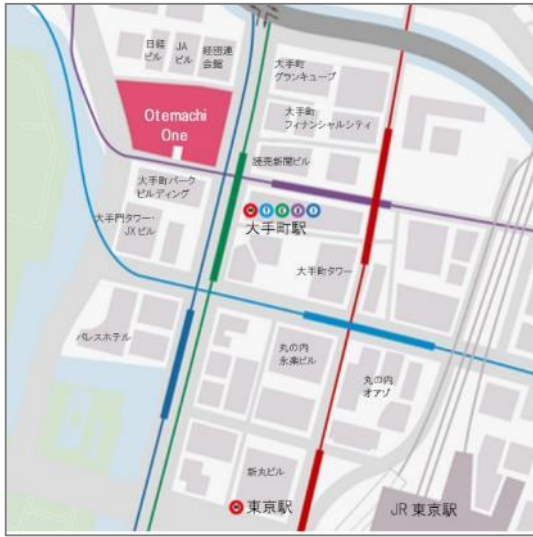 日経
ビル
JA
ビル
経団連
会館
大手町
グランキューブ
Otemachi
One
大手町
フィナンシャルシティ
読売新聞ビル
大手町パーク
ビルディング
大手門タワー・
JXビル
大手町駅
大手町タワー
パレスホテル
丸の内
永楽ビル
丸の内
オアゾ
新丸ビル
東京駅
JR 東京駅